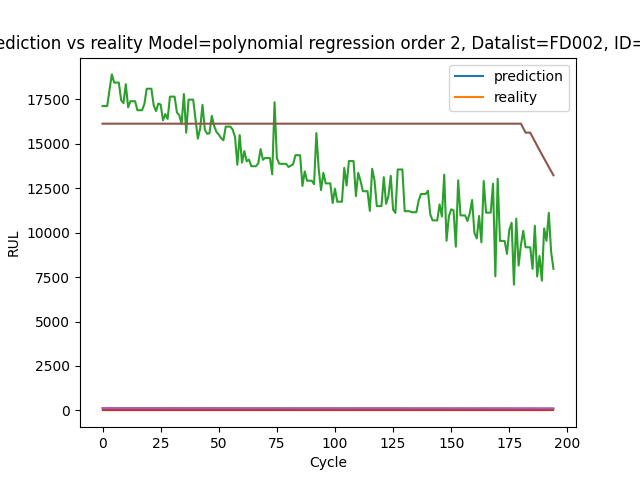 ediction vs reality Model=polynomial regression order 2, Datalist=FD002, ID=
prediction
reality
17500
15000
12500
10000
7500
5000
2500
0
RUL
0 25 50 75 100 125 150 175 200
Cycle